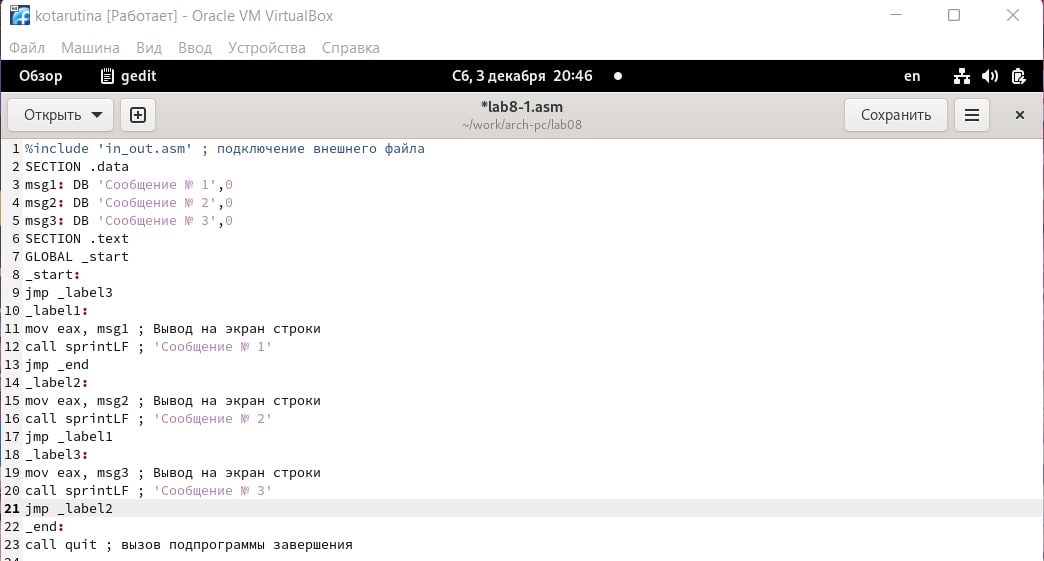 kotarutina [Работает] - Oracle VM VirtualBox
Файл Машина Вид Ввод Устройства Справка
Обзор gedit Сб, 3 декабря 20:46 en
Открыть *lab8-1.asm Сохранить
~/work/arch-pc/lab08
1 %include 'in_out.asm' ; подключение внешнего файла
2 SECTION .data
3 msg1: DB 'Сообщение № 1',0
4 msg2: DB 'Сообщение № 2',0
5 msg3: DB 'Сообщение № 3',0
6 SECTION .text
7 GLOBAL _start
8 _start:
9 jmp _label3
10 _label1:
11 mov eax, msg1 ; Вывод на экран строки
12 call sprintLF ; 'Сообщение № 1'
13 jmp _end
14 _label2:
15 mov eax, msg2 ; Вывод на экран строки
16 call sprintLF ; 'Сообщение № 2'
17 jmp _label1
18 _label3:
19 mov eax, msg3 ; Вывод на экран строки
20 call sprintLF ; 'Сообщение № 3'
21 jmp _label2
22 _end:
23 call quit ; вызов подпрограммы завершения
24